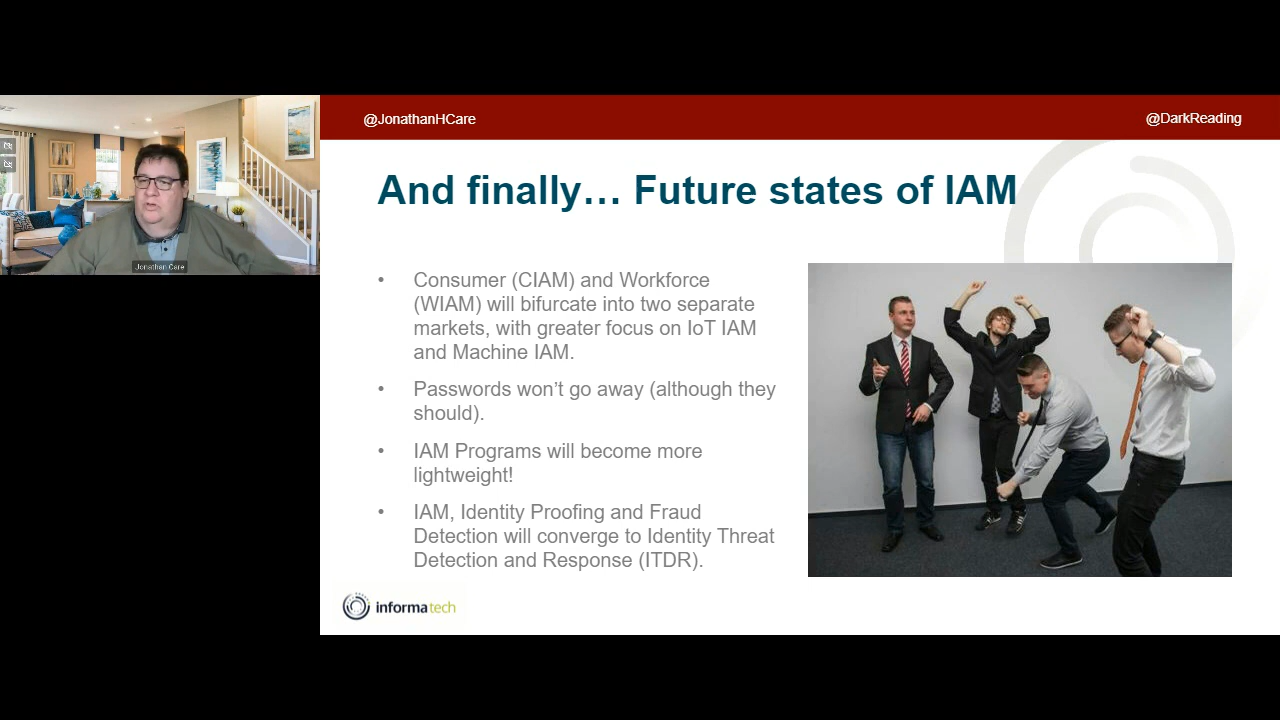 @JonathanHCare
@DarkReading
And finally… Future states of IAM
Jonathan Care
• Consumer (CIAM) and Workforce
(WIAM) will bifurcate into two separate
markets, with greater focus on IoT IAM
and Machine IAM.
• Passwords won’t go away (although they
should).
• IAM Programs will become more
lightweight!
• IAM, Identity Proofing and Fraud
Detection will converge to Identity Threat
Detection and Response (ITDR).
informa tech